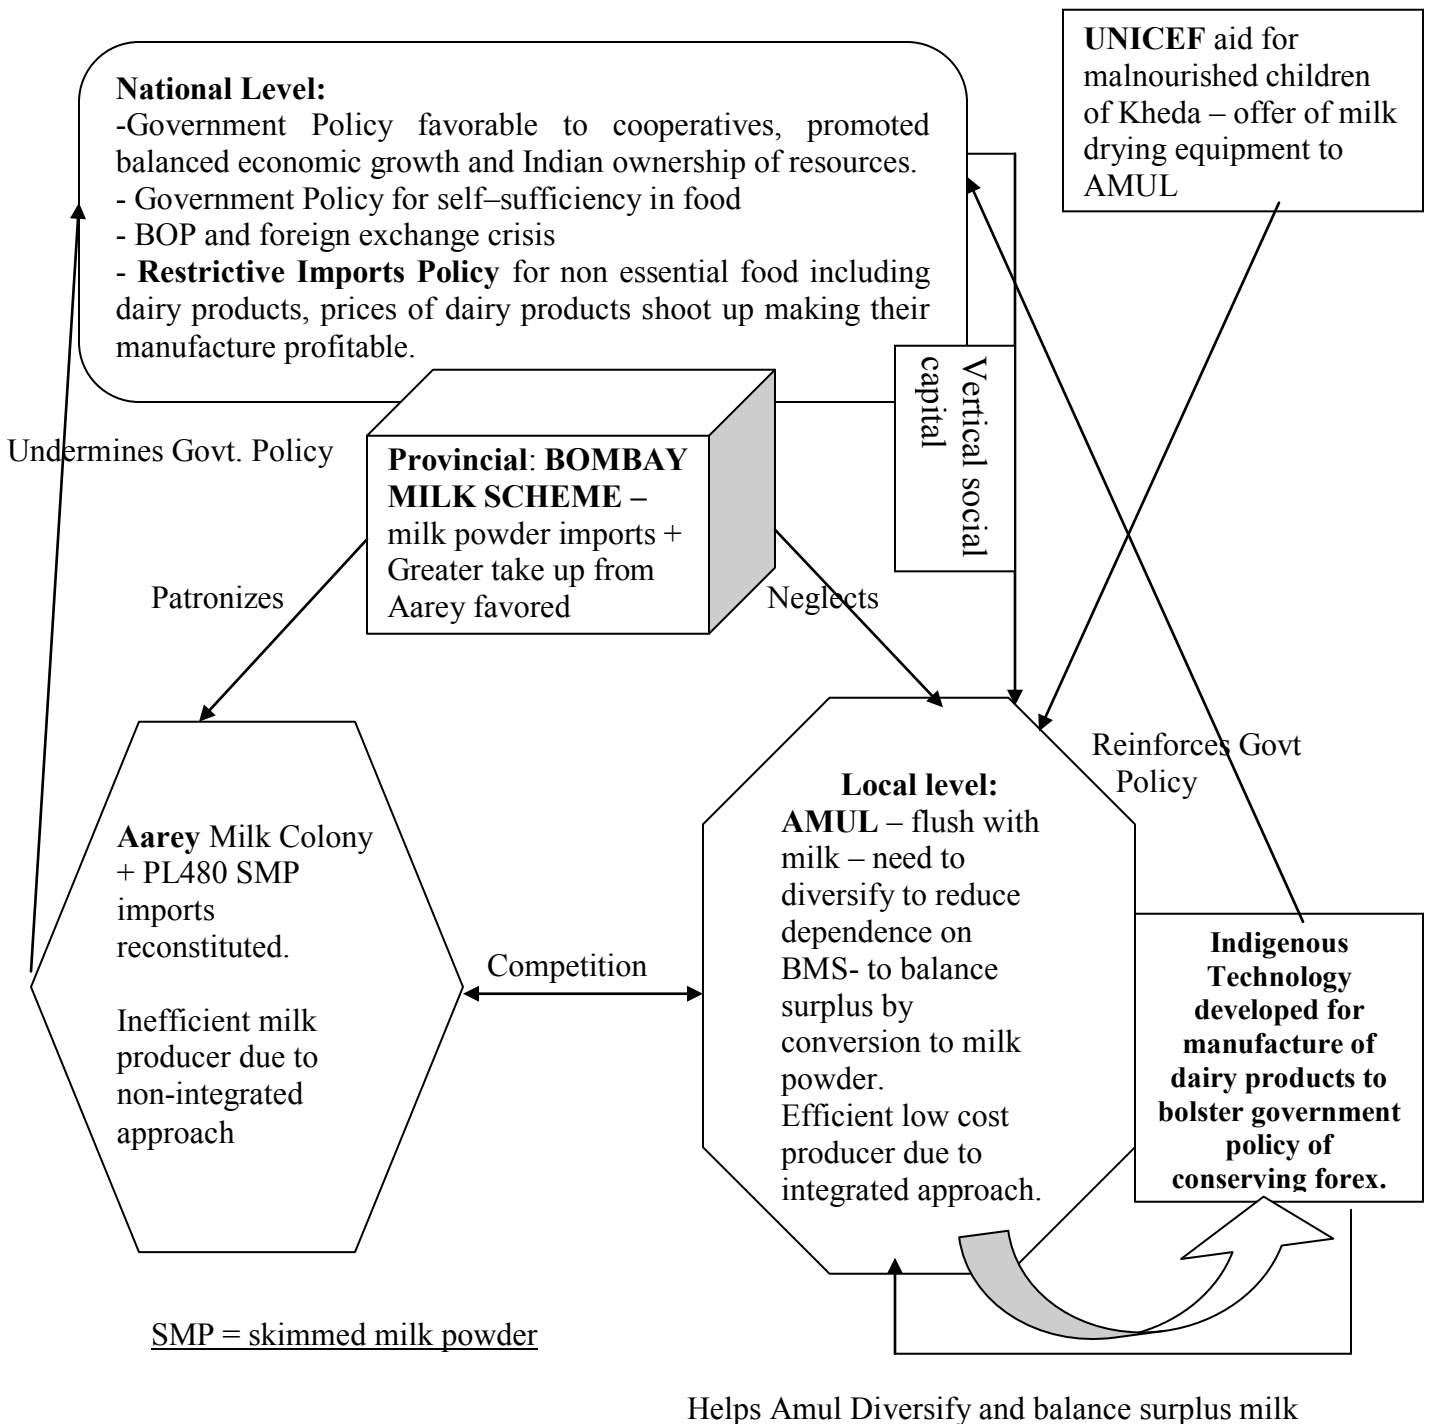 National Level:
-Government Policy favorable to cooperatives, promoted
balanced economic growth and Indian ownership of resources.
- Government Policy for self–sufficiency in food
- BOP and foreign exchange crisis
- Restrictive Imports Policy for non essential food including
dairy products, prices of dairy products shoot up making their
manufacture profitable.
UNICEF aid for
malnourished children
of Kheda – offer of milk
drying equipment to
AMUL
Vertical social
capital
Undermines Govt. Policy
Provincial: BOMBAY
MILK SCHEME –
milk powder imports +
Greater take up from
Aarey favored
Patronizes
Neglects
Reinforces Govt
Policy
Aarey Milk Colony
+ PL480 SMP
imports
reconstituted.
Inefficient milk
producer due to
non-integrated
approach
Competition
Local level:
AMUL – flush with
milk – need to
diversify to reduce
dependence on
BMS- to balance
surplus by
conversion to milk
powder.
Efficient low cost
producer due to
integrated approach.
Indigenous
Technology
developed for
manufacture of
dairy products to
bolster government
policy of
conserving forex.
SMP = skimmed milk powder
Helps Amul Diversify and balance surplus milk